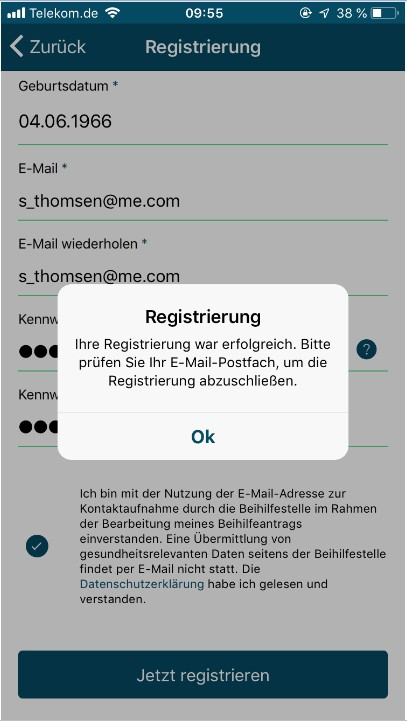 Telekom.de 09:55 38 %
Zurück Registrierung
Geburtsdatum *
04.06.1966
E-Mail *
s_thomsen@me.com
E-Mail wiederholen *
s_thomsen@me.com
Registrierung
Ihre Registrierung war erfolgreich. Bitte
prüfen Sie Ihr E-Mail-Postfach, um die
Registrierung abzuschließen.
Ok
Kennw
?
Kennw
Ich bin mit der Nutzung der E-Mail-Adresse zur
Kontaktaufnahme durch die Beihilfestelle im Rahmen
der Bearbeitung meines Beihilfeantrags
einverstanden. Eine Übermittlung von
gesundheitsrelevanten Daten seitens der Beihilfestelle
findet per E-Mail nicht statt. Die
Datenschutzerklärung habe ich gelesen und
verstanden.
Jetzt registrieren